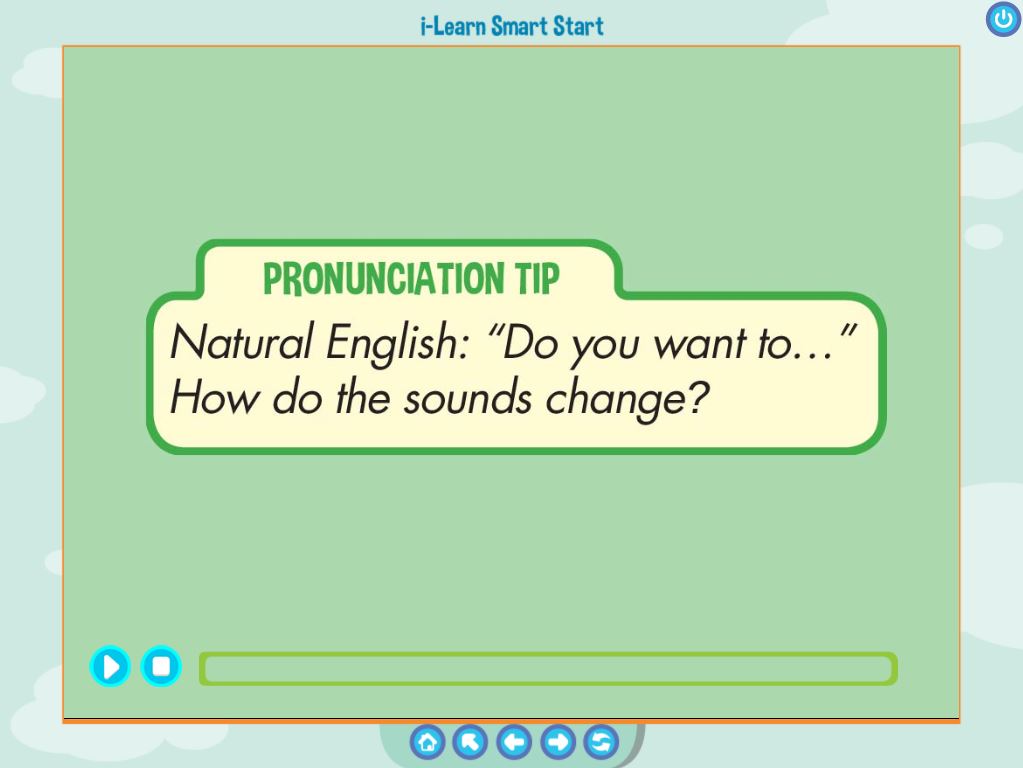 i-Learn Smart Start
PRONUNCIATION TIP
Natural English: “Do you want to…”
How do the sounds change?